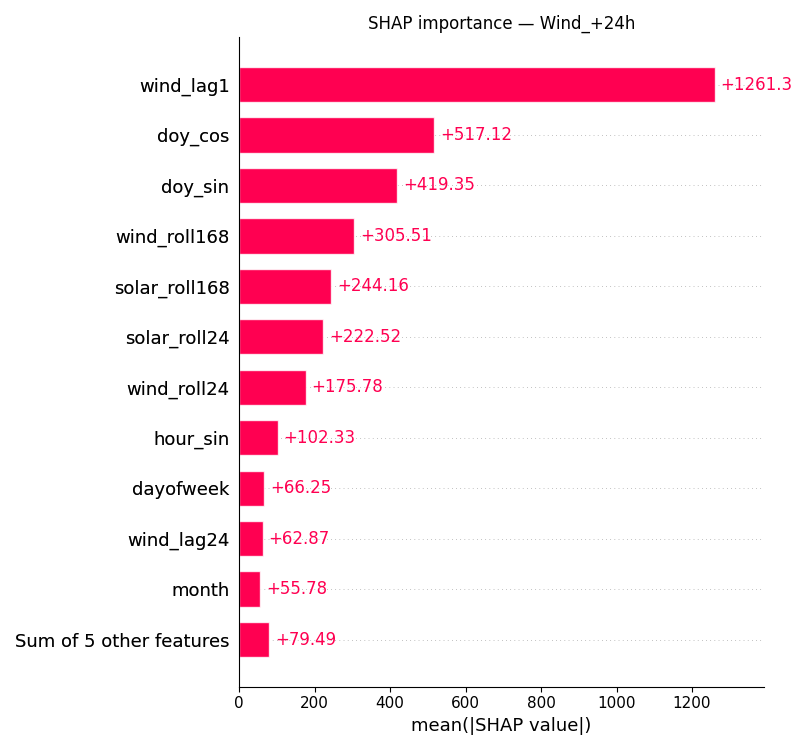 SHAP importance — Wind_+24h
wind_lag1 +1261.3
doy_cos +517.12
doy_sin +419.35
wind_roll168 +305.51
solar_roll168 +244.16
solar_roll24 +222.52
wind_roll24 +175.78
hour_sin +102.33
dayofweek +66.25
wind_lag24 +62.87
month +55.78
Sum of 5 other features +79.49
0 200 400 600 800 1000 1200
mean(|SHAP value|)